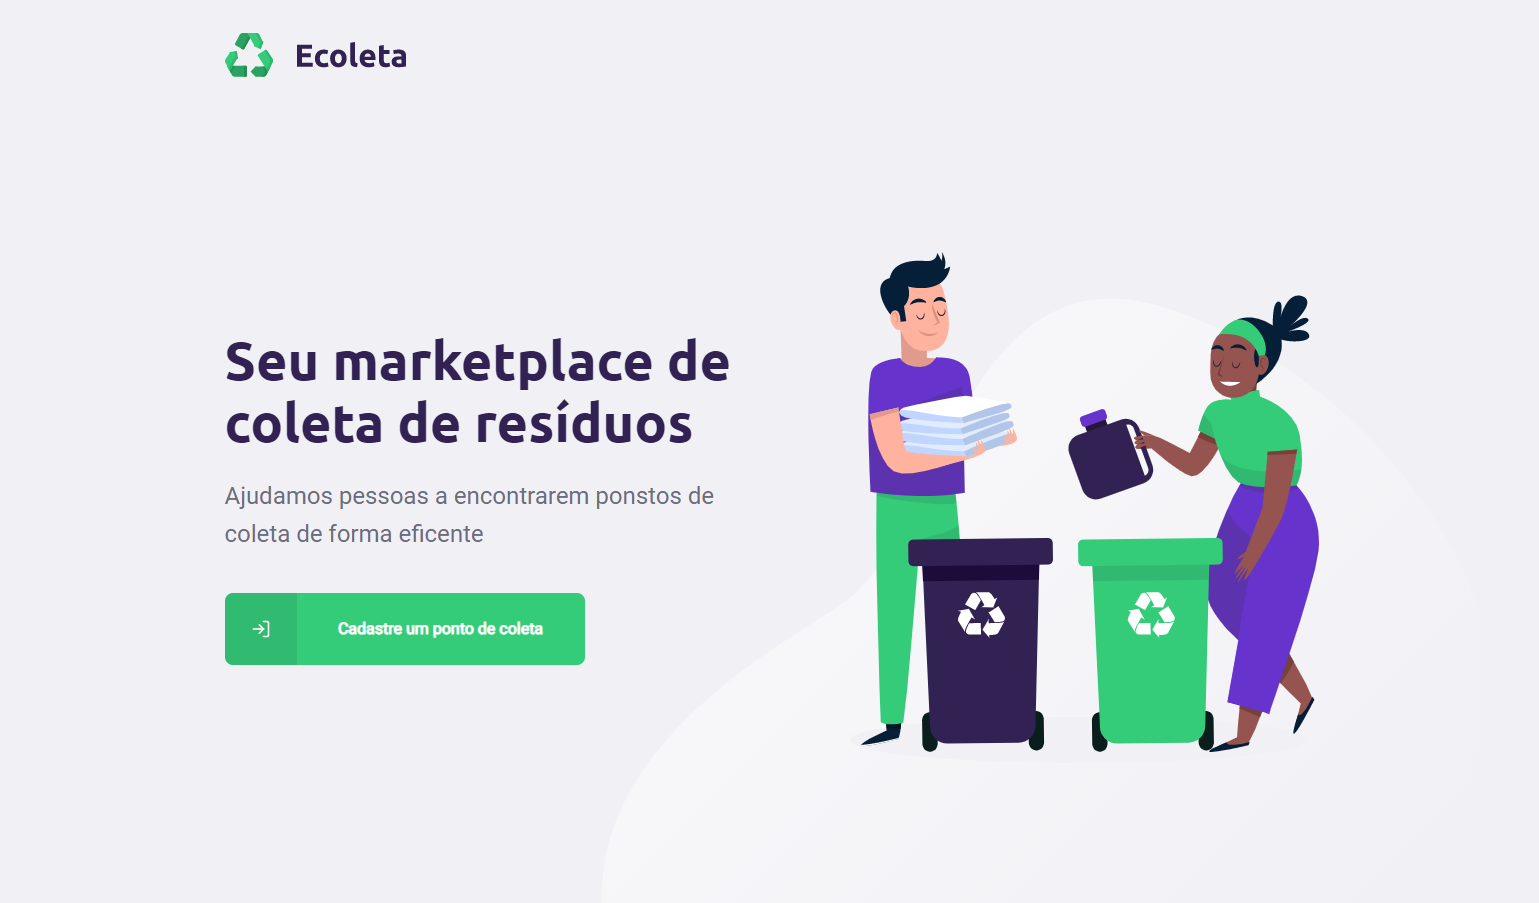 Ecoleta
Seu marketplace de
coleta de resíduos
Ajudamos pessoas a encontrarem ponstos de
coleta de forma eficente
Cadastre um ponto de coleta